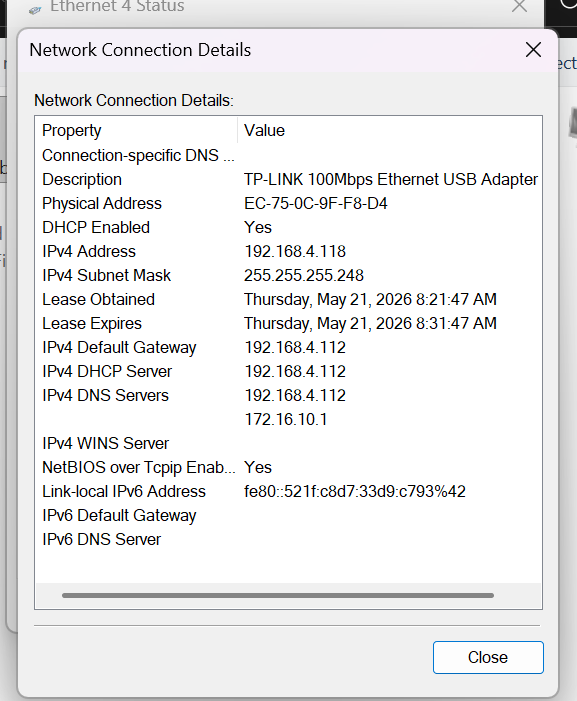 Ethernet 4 Status
Network Connection Details
Network Connection Details:
Property Value
Connection-specific DNS ...
Description TP-LINK 100Mbps Ethernet USB Adapter
Physical Address EC-75-0C-9F-F8-D4
DHCP Enabled Yes
IPv4 Address 192.168.4.118
IPv4 Subnet Mask 255.255.255.248
Lease Obtained Thursday, May 21, 2026 8:21:47 AM
Lease Expires Thursday, May 21, 2026 8:31:47 AM
IPv4 Default Gateway 192.168.4.112
IPv4 DHCP Server 192.168.4.112
IPv4 DNS Servers 192.168.4.112
172.16.10.1
IPv4 WINS Server
NetBIOS over Tcpip Enab... Yes
Link-local IPv6 Address fe80::521f:c8d7:33d9:c793%42
IPv6 Default Gateway
IPv6 DNS Server
Close